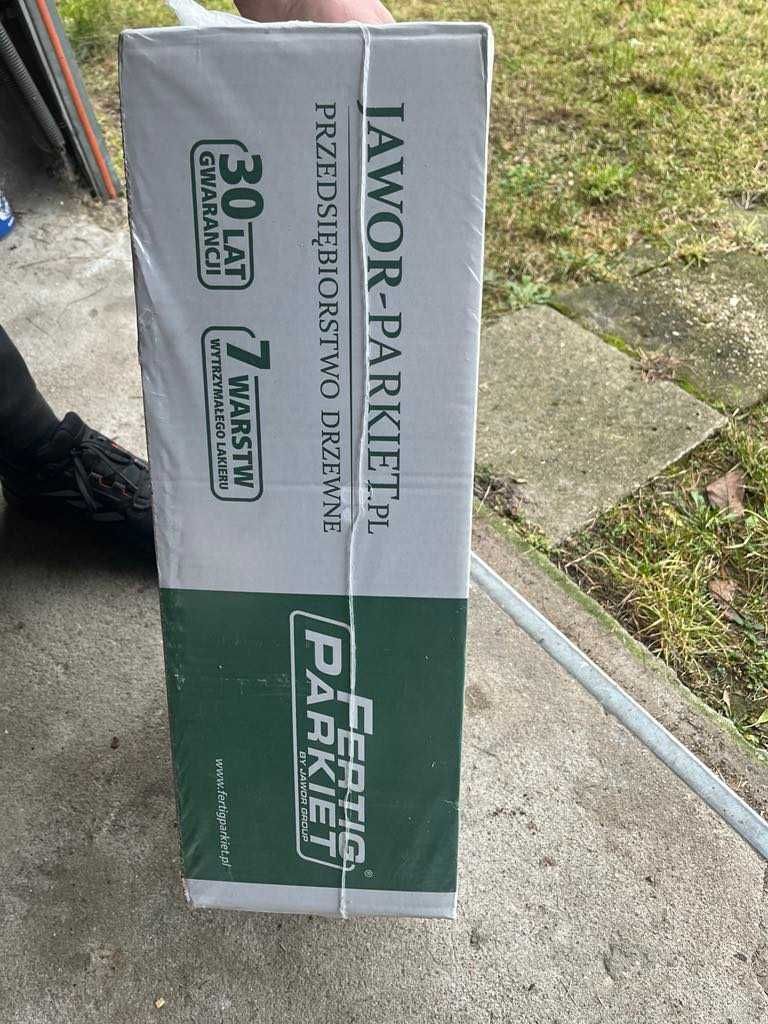 JAWOR-PARKIET.PL
PRZEDSIĘBIORSTWO DRZEWNE
30 LAT
GWARANCJI
7 WARSTW
WYTRZYMAŁEGO LAKIERU
FERTIG
PARKIET®
BY JAWOR GROUP
www.fertigparkiet.pl